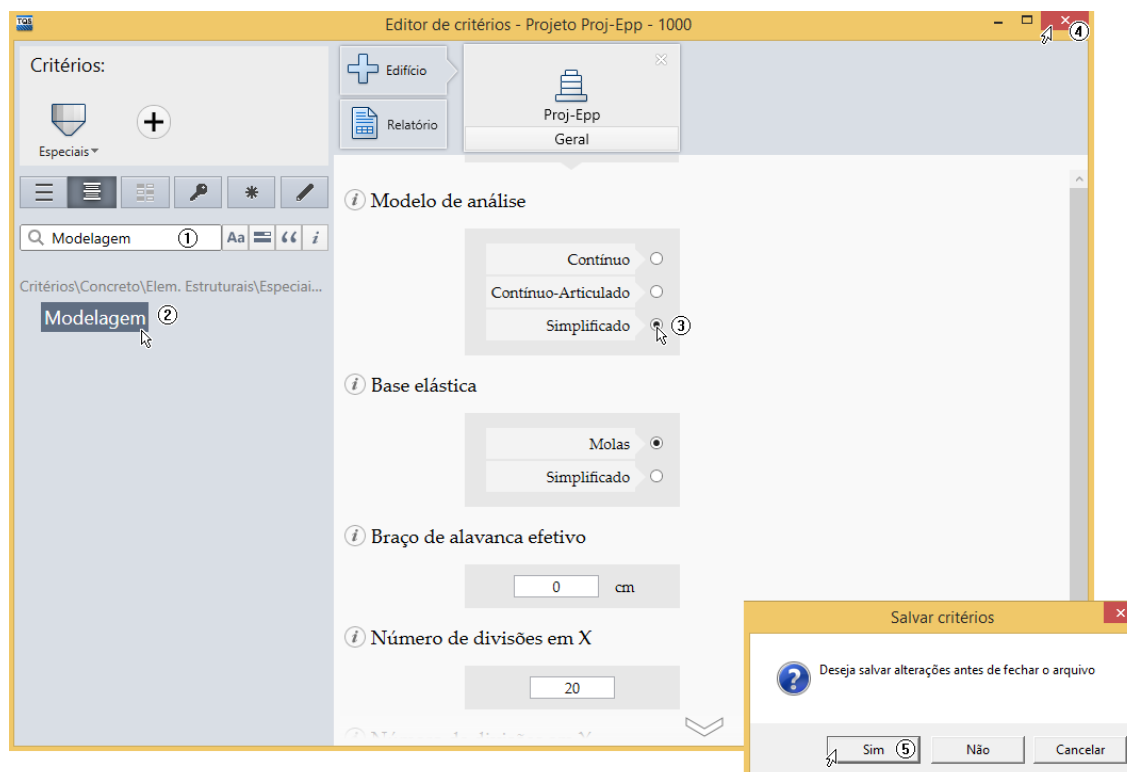 TQS
Editor de critérios - Projeto Proj-Epp - 1000
4
Critérios:
Especiais
Edifício
Relatório
Proj-Epp
Geral
Modelagem 1 Aa “ i
Critérios\Concreto\Elem. Estruturais\Especiai...
Modelagem 2
i Modelo de análise
Contínuo
Contínuo-Articulado
Simplificado 3
i Base elástica
Molas
Simplificado
i Braço de alavanca efetivo
0 cm
i Número de divisões em X
20
Salvar critérios
Deseja salvar alterações antes de fechar o arquivo
Sim 5 Não Cancelar